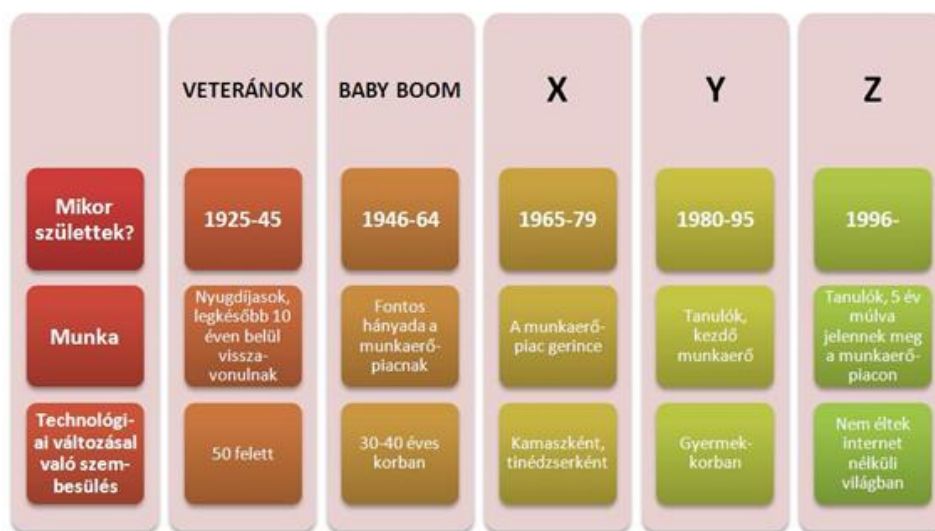 VETERÁNOK
BABY BOOM
X
Y
Z
Mikor
születtek?
1925-45
1946-64
1965-79
1980-95
1996-
Munka
Nyugdíjasok,
legkésőbb 10
éven belül
vissza-
vonulnak
Fontos
hányada a
munkaerő-
piacnak
A munkaerő-
piac gerince
Tanulók,
kezdő
munkaerő
Tanulók, 5 év
múlva
jelennek meg
a munkaerő-
piacon
Technológi-
ai változásal
való szem-
besülés
50 felett
30-40 éves
korban
Kamaszként,
tinédzserként
Gyermek-
korban
Nem éltek
internet
nélküli
világban